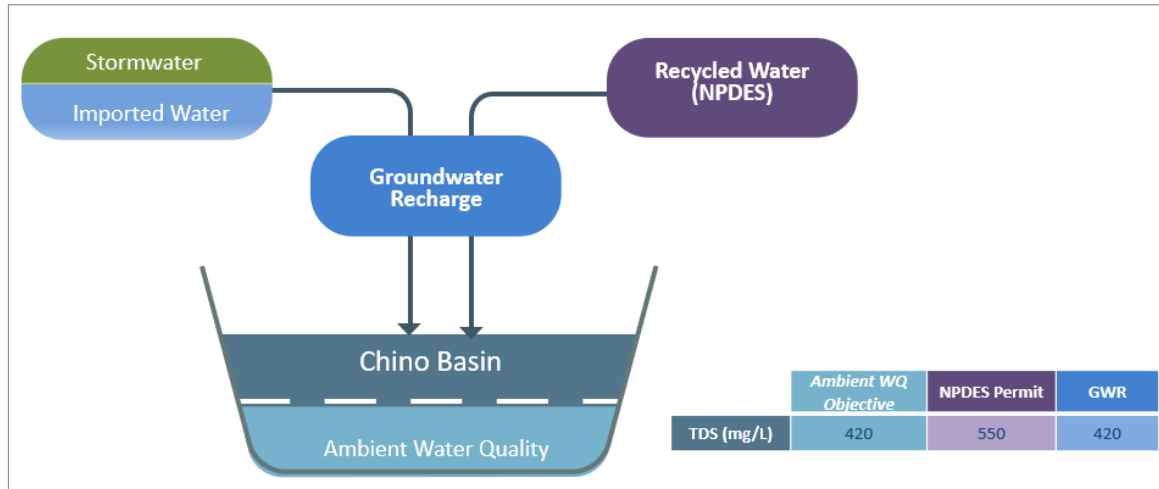 Stormwater
Imported Water
Recycled Water
(NPDES)
Groundwater
Recharge
Chino Basin
Ambient Water Quality
Ambient WQ
Objective
NPDES Permit
GWR
TDS (mg/L)
420
550
420